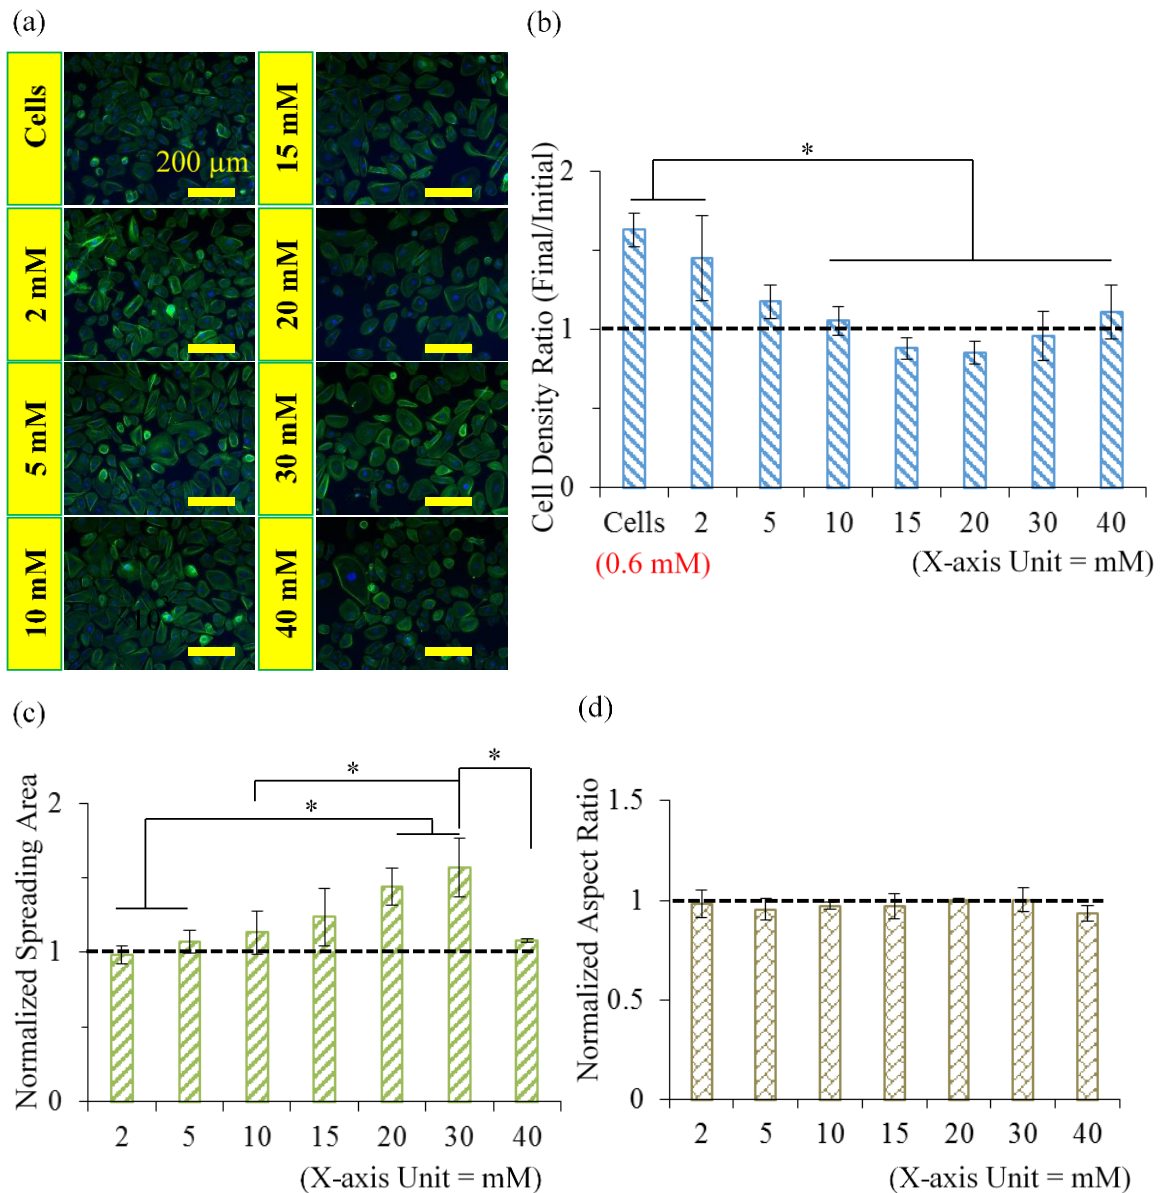 (a)
Cells
200 µm
15 mM
2 mM
20 mM
5 mM
30 mM
10 mM
10
40 mM
(b)
Cell Density Ratio (Final/Initial)
2
1
0
*
Cells 2 5 10 15 20 30 40
(0.6 mM)
(X-axis Unit = mM)
(c)
Normalized Spreading Area
2
1
0
*
*
*
2 5 10 15 20 30 40
(X-axis Unit = mM)
(d)
Normalized Aspect Ratio
1.5
1
0.5
0
2 5 10 15 20 30 40
(X-axis Unit = mM)